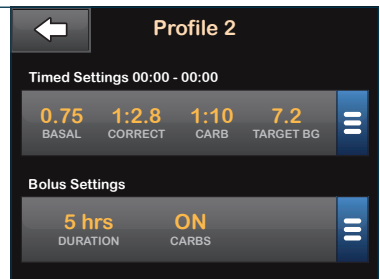 Profile 2
Timed Settings 00:00 - 00:00
0.75 1:2.8 1:10 7.2
BASAL CORRECT CARB TARGET BG
Bolus Settings
5 hrs ON
DURATION CARBS